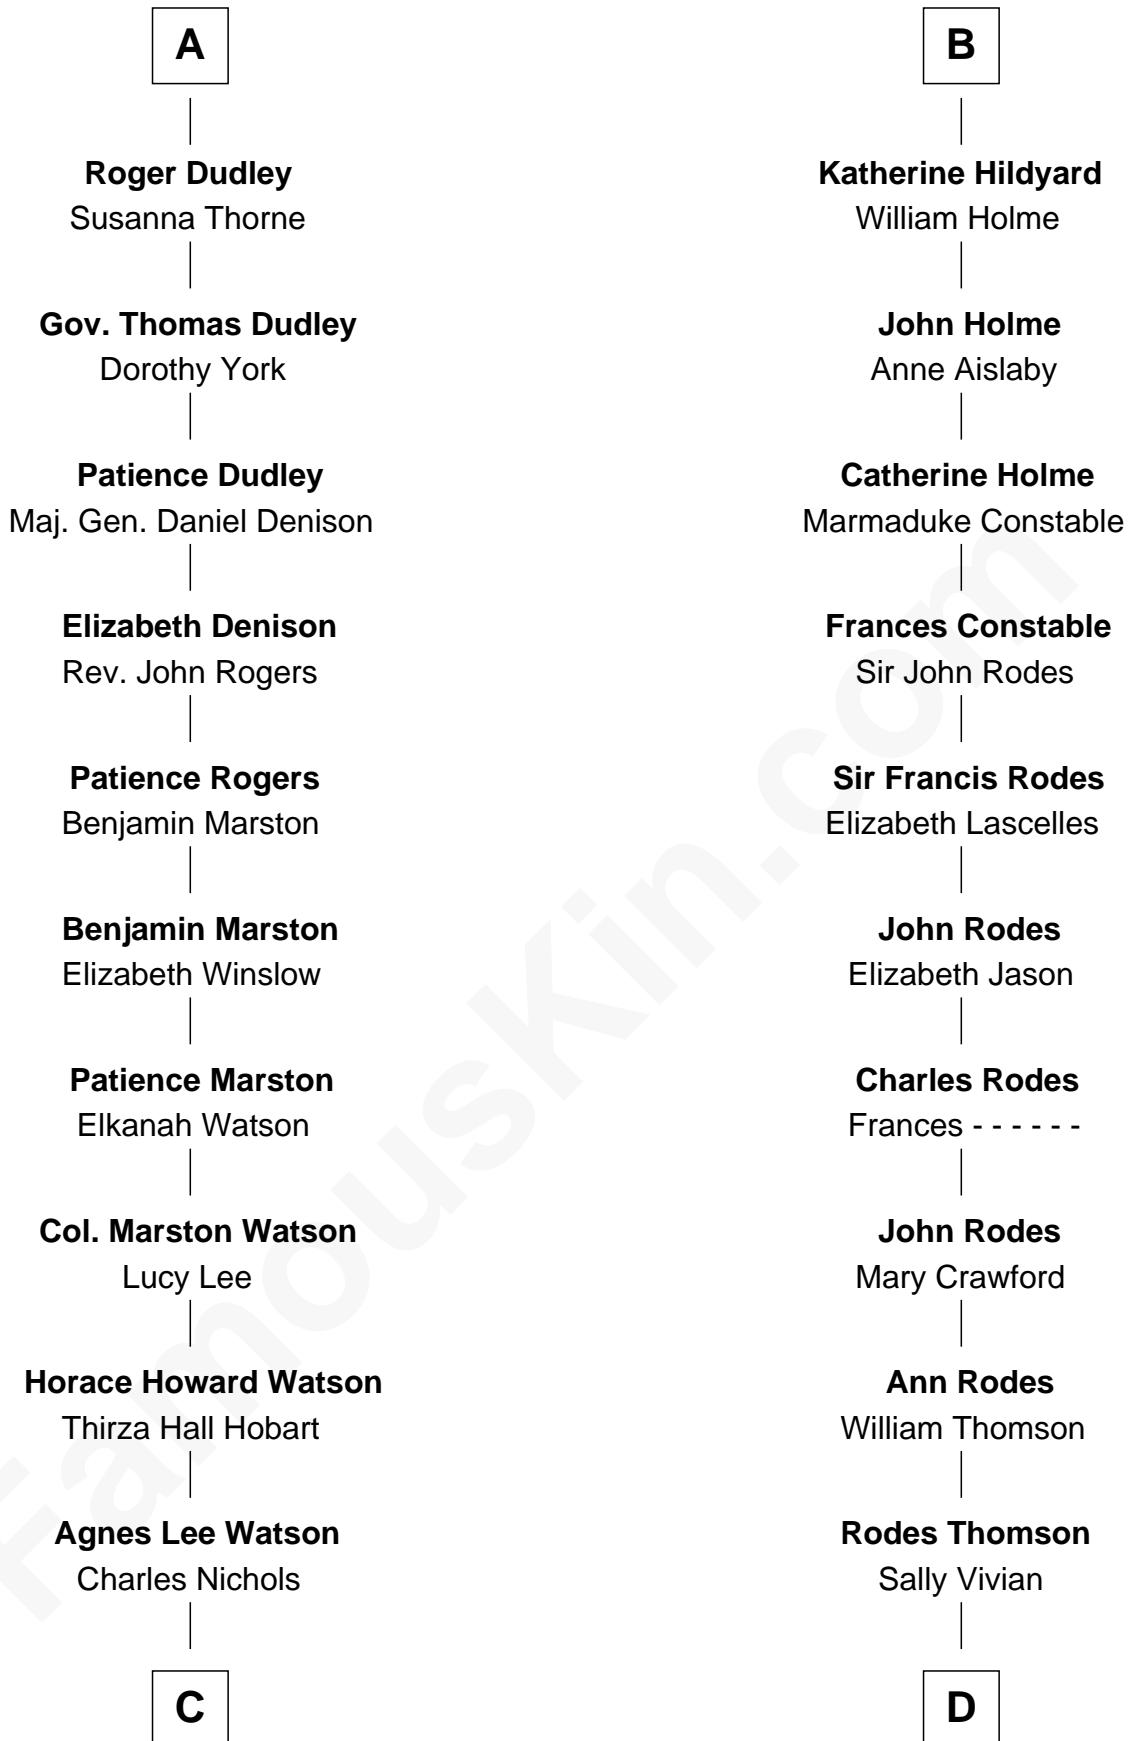 A
Roger Dudley
Susanna Thorne
Gov. Thomas Dudley
Dorothy York
Patience Dudley
Maj. Gen. Daniel Denison
Elizabeth Denison
Rev. John Rogers
Patience Rogers
Benjamin Marston
Benjamin Marston
Elizabeth Winslow
Patience Marston
Elkanah Watson
Col. Marston Watson
Lucy Lee
Horace Howard Watson
Thirza Hall Hobart
Agnes Lee Watson
Charles Nichols
C
B
Katherine Hildyard
William Holme
John Holme
Anne Aislaby
Catherine Holme
Marmaduke Constable
Frances Constable
Sir John Rodes
Sir Francis Rodes
Elizabeth Lascelles
John Rodes
Elizabeth Jason
Charles Rodes
Frances - - - - - -
John Rodes
Mary Crawford
Ann Rodes
William Thomson
Rodes Thomson
Sally Vivian
D
FamousKin.com